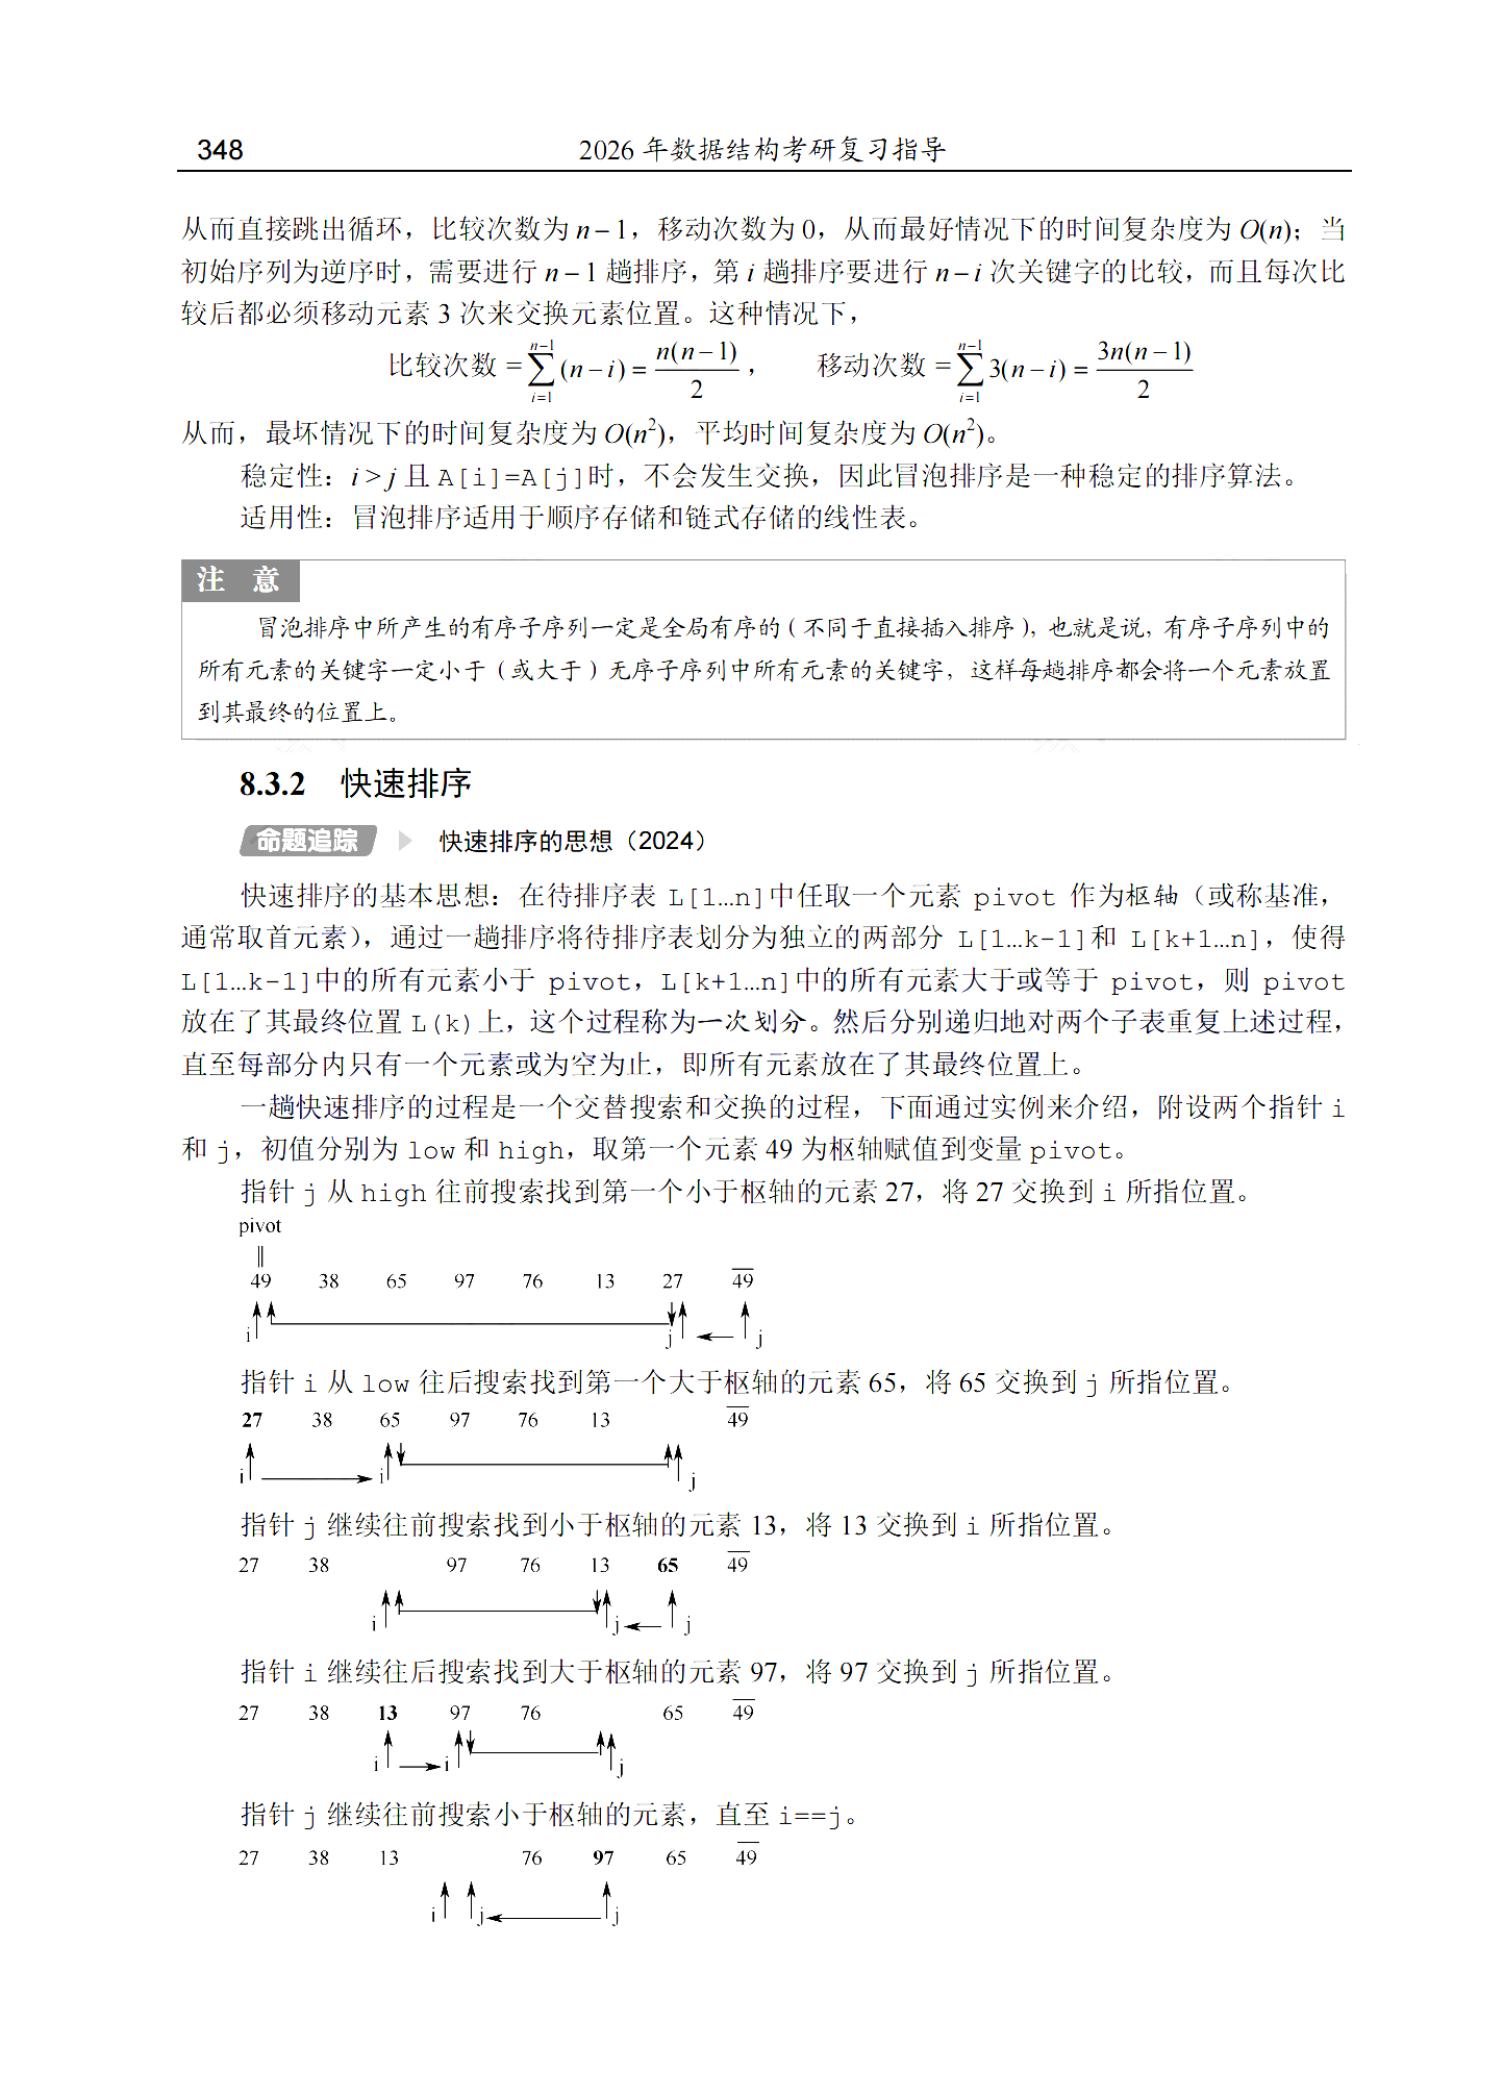 348 2026 年数据结构考研复习指导
从而直接跳出循环，比较次数为 n – 1，移动次数为 0，从而最好情况下的时间复杂度为 O(n)；当
初始序列为逆序时，需要进行 n – 1 趟排序，第 i 趟排序要进行 n – i 次关键字的比较，而且每次比
较后都必须移动元素 3 次来交换元素位置。这种情况下，
比较次数 = ∑_{i=1}^{n−1} (n − i) = n(n − 1)/2， 移动次数 = ∑_{i=1}^{n−1} 3(n − i) = 3n(n − 1)/2
从而，最坏情况下的时间复杂度为 O(n²)，平均时间复杂度为 O(n²)。
稳定性：i > j 且 A[i]=A[j]时，不会发生交换，因此冒泡排序是一种稳定的排序算法。
适用性：冒泡排序适用于顺序存储和链式存储的线性表。
注 意
冒泡排序中所产生的有序子序列一定是全局有序的（不同于直接插入排序），也就是说，有序子序列中的
所有元素的关键字一定小于（或大于）无序子序列中所有元素的关键字，这样每趟排序都会将一个元素放置
到其最终的位置上。
8.3.2 快速排序
命题追踪 快速排序的思想（2024）
快速排序的基本思想：在待排序表 L[1…n]中任取一个元素 pivot 作为枢轴（或称基准，
通常取首元素），通过一趟排序将待排序表划分为独立的两部分 L[1…k-1]和 L[k+1…n]，使得
L[1…k-1]中的所有元素小于 pivot，L[k+1…n]中的所有元素大于或等于 pivot，则 pivot
放在了其最终位置 L(k)上，这个过程称为一次划分。然后分别递归地对两个子表重复上述过程，
直至每部分内只有一个元素或为空为止，即所有元素放在了其最终位置上。
一趟快速排序的过程是一个交替搜索和交换的过程，下面通过实例来介绍，附设两个指针 i
和 j，初值分别为 low 和 high，取第一个元素 49 为枢轴赋值到变量 pivot。
指针 j 从 high 往前搜索找到第一个小于枢轴的元素 27，将 27 交换到 i 所指位置。
pivot
‖
49 38 65 97 76 13 27 4̅9̅
i j j
指针 i 从 low 往后搜索找到第一个大于枢轴的元素 65，将 65 交换到 j 所指位置。
27 38 65 97 76 13 4̅9̅
i i j
指针 j 继续往前搜索找到小于枢轴的元素 13，将 13 交换到 i 所指位置。
27 38 97 76 13 65 4̅9̅
i j j
指针 i 继续往后搜索找到大于枢轴的元素 97，将 97 交换到 j 所指位置。
27 38 13 97 76 65 4̅9̅
i i j
指针 j 继续往前搜索小于枢轴的元素，直至 i==j。
27 38 13 76 97 65 4̅9̅
i j j